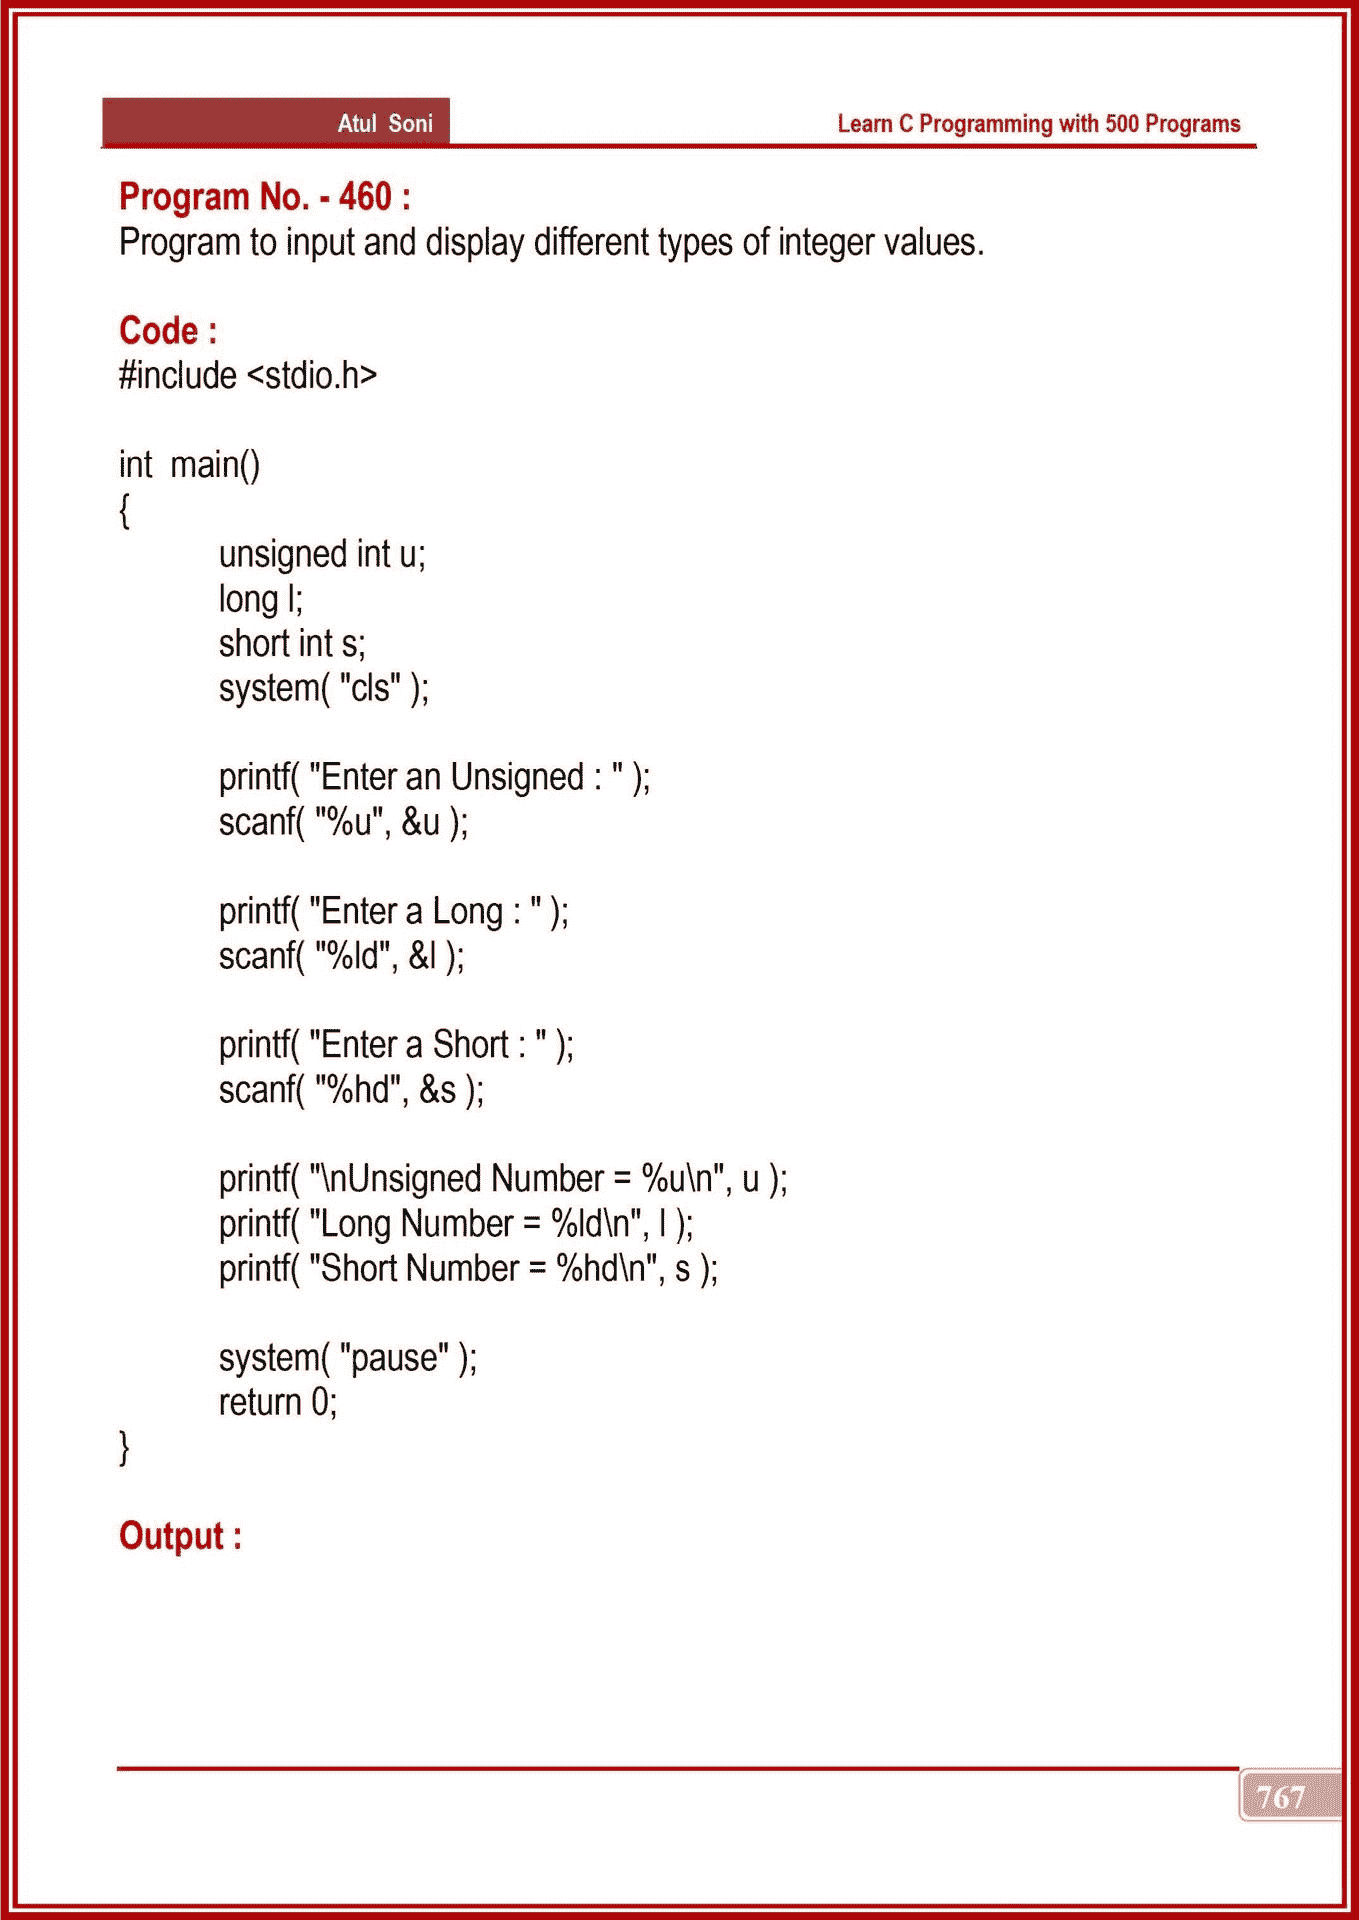 Atul  Soni
Learn C Programming with 500 Programs
Program No. - 460 :
Program to input and display different types of integer values.
Code :
#include <stdio.h>
int  main()
{
unsigned int u;
long l;
short int s;
system( "cls" );
printf( "Enter an Unsigned : " );
scanf( "%u", &u );
printf( "Enter a Long : " );
scanf( "%ld", &l );
printf( "Enter a Short : " );
scanf( "%hd", &s );
printf( "\nUnsigned Number = %u\n", u );
printf( "Long Number = %ld\n", l );
printf( "Short Number = %hd\n", s );
system( "pause" );
return 0;
}
Output :
767